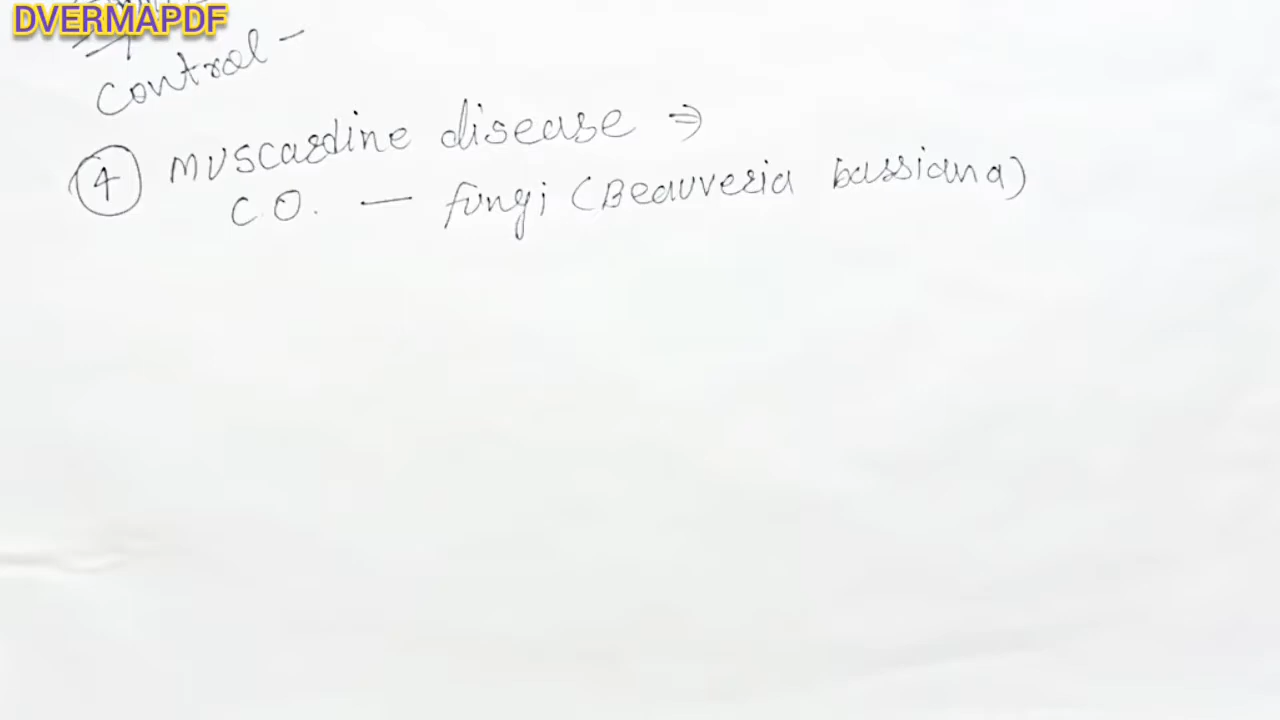 DVERMAPDF
Control -
④ Muscardine disease ⇒
C.O. — fungi (Beauveria bassiana)